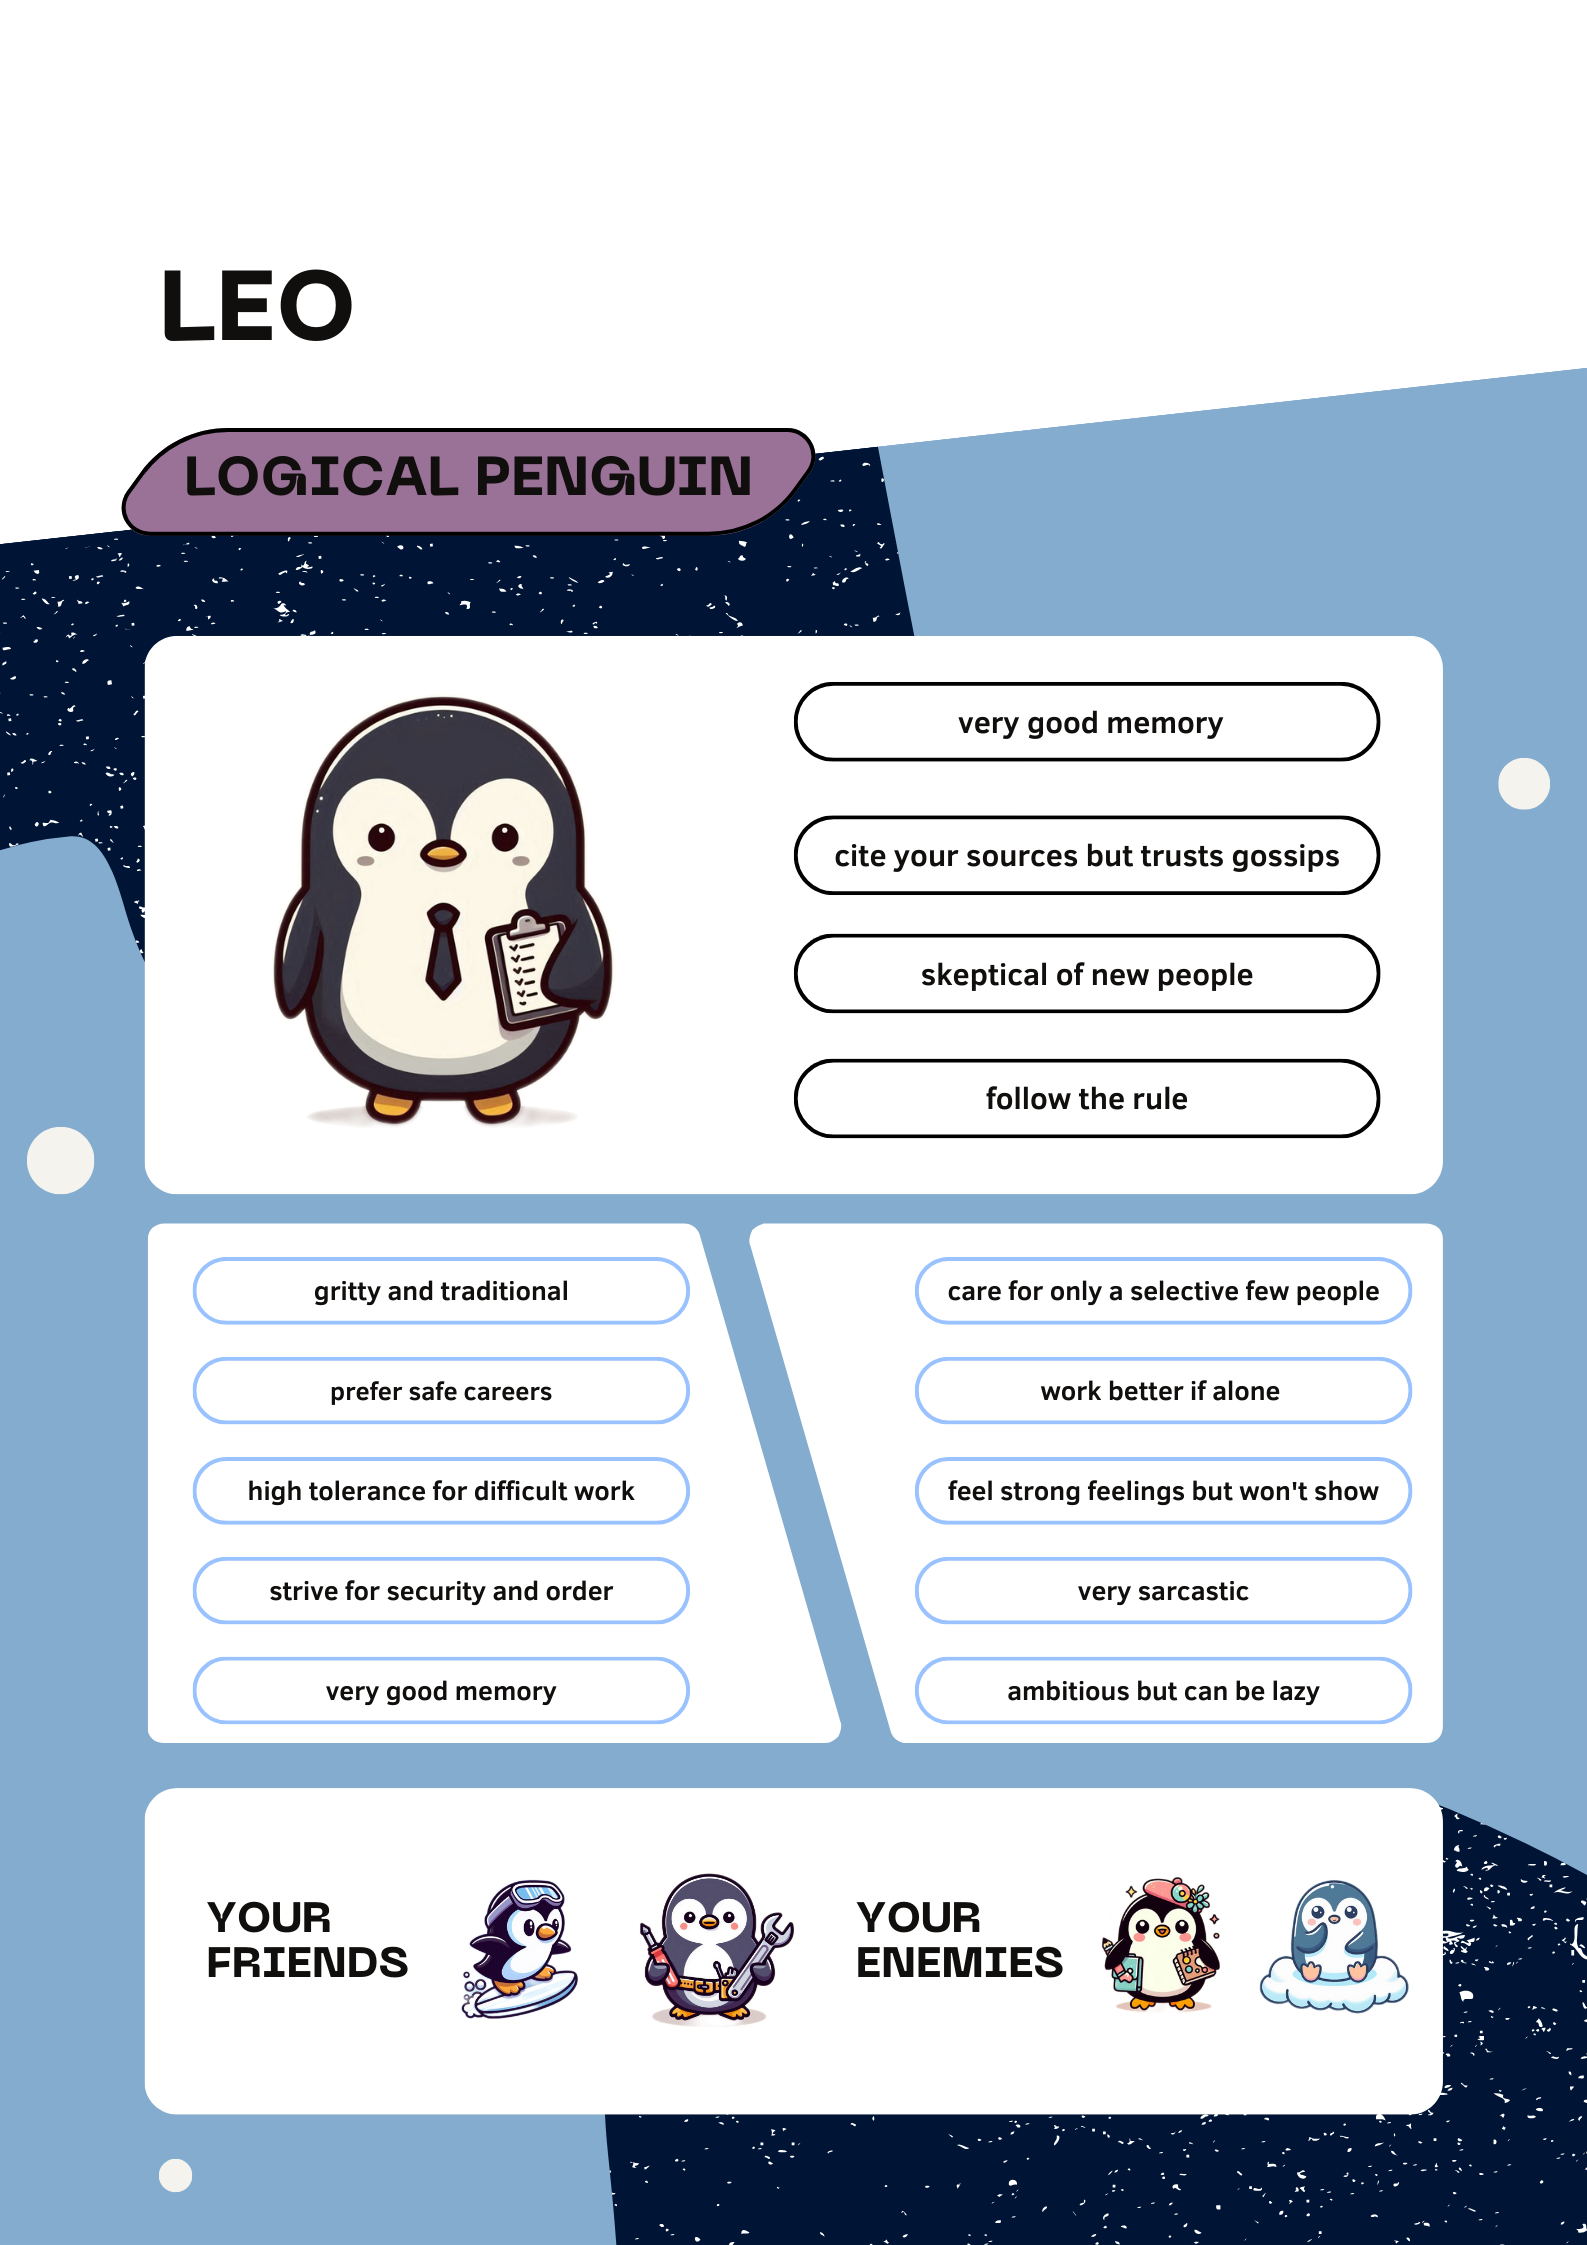 LEO
LOGICAL PENGUIN
very good memory
cite your sources but trusts gossips
skeptical of new people
follow the rule
gritty and traditional
prefer safe careers
high tolerance for difficult work
strive for security and order
very good memory
care for only a selective few people
work better if alone
feel strong feelings but won't show
very sarcastic
ambitious but can be lazy
YOUR
FRIENDS
YOUR
ENEMIES